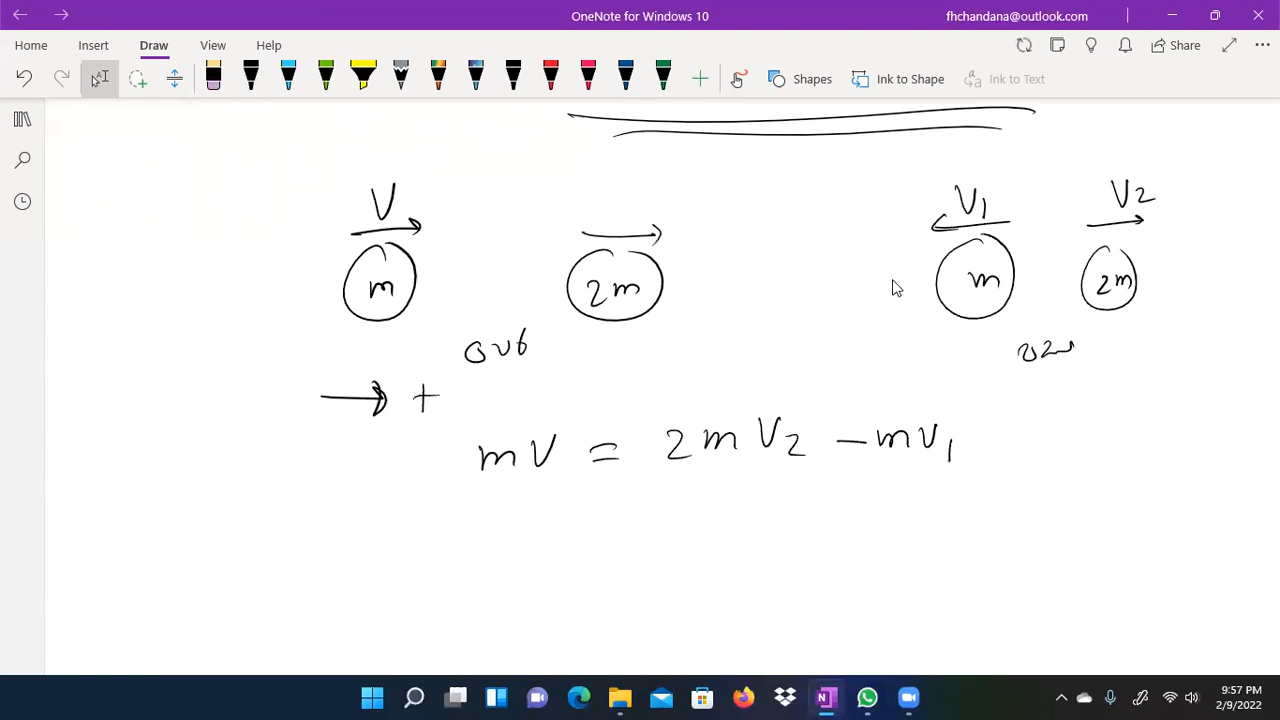 OneNote for Windows 10
fhchandana@outlook.com
Home Insert Draw View Help
Share
Shapes Ink to Shape Ink to Text
V V1 V2
m 2m m 2m
+
mV = 2mV2 - mV1
9:57 PM
2/9/2022